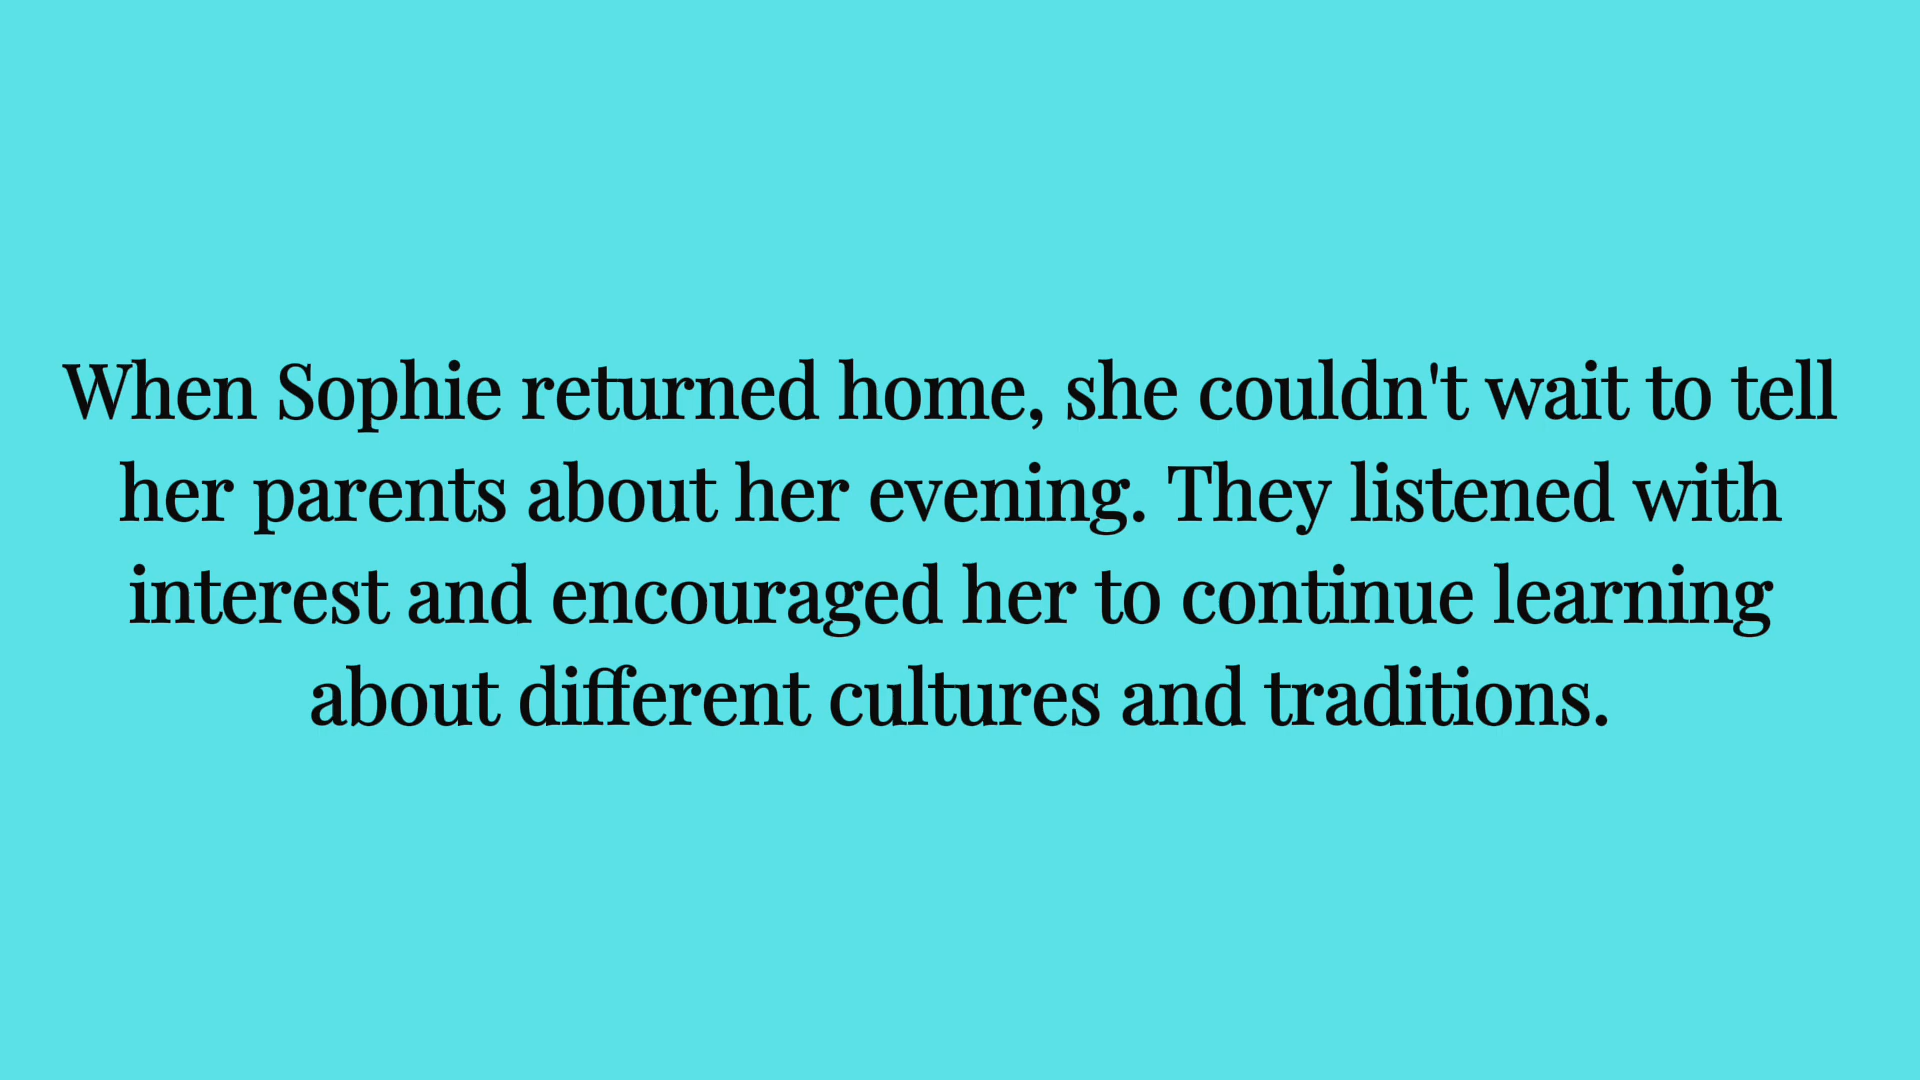 When Sophie returned home, she couldn't wait to tell
her parents about her evening. They listened with
interest and encouraged her to continue learning
about different cultures and traditions.